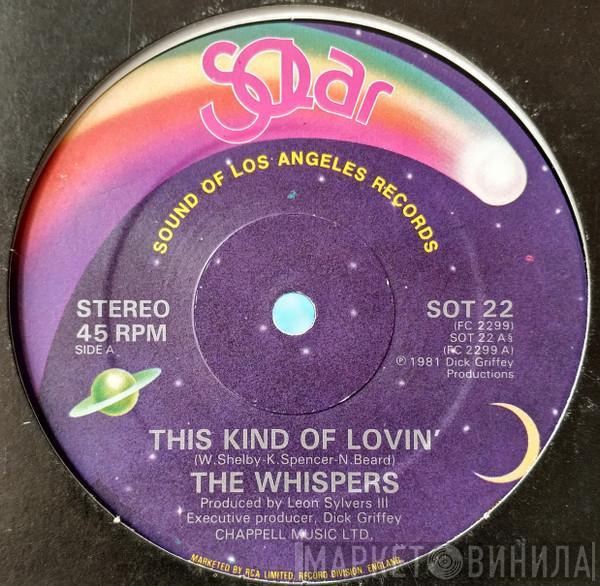 Solar
SOUND OF LOS ANGELES RECORDS
STEREO
45 RPM
SIDE A
SOT 22
(FC 2299)
SOT 22 A§
(FC 2299 A)
℗ 1981 Dick Griffey
Productions
THIS KIND OF LOVIN'
(W.Shelby-K.Spencer-N.Beard)
THE WHISPERS
Produced by Leon Sylvers III
Executive producer, Dick Griffey
CHAPPELL MUSIC LTD.
MARKETED BY RCA LIMITED, RECORD DIVISION, ENGLAND.
МАРКЕТ ВИНИЛА